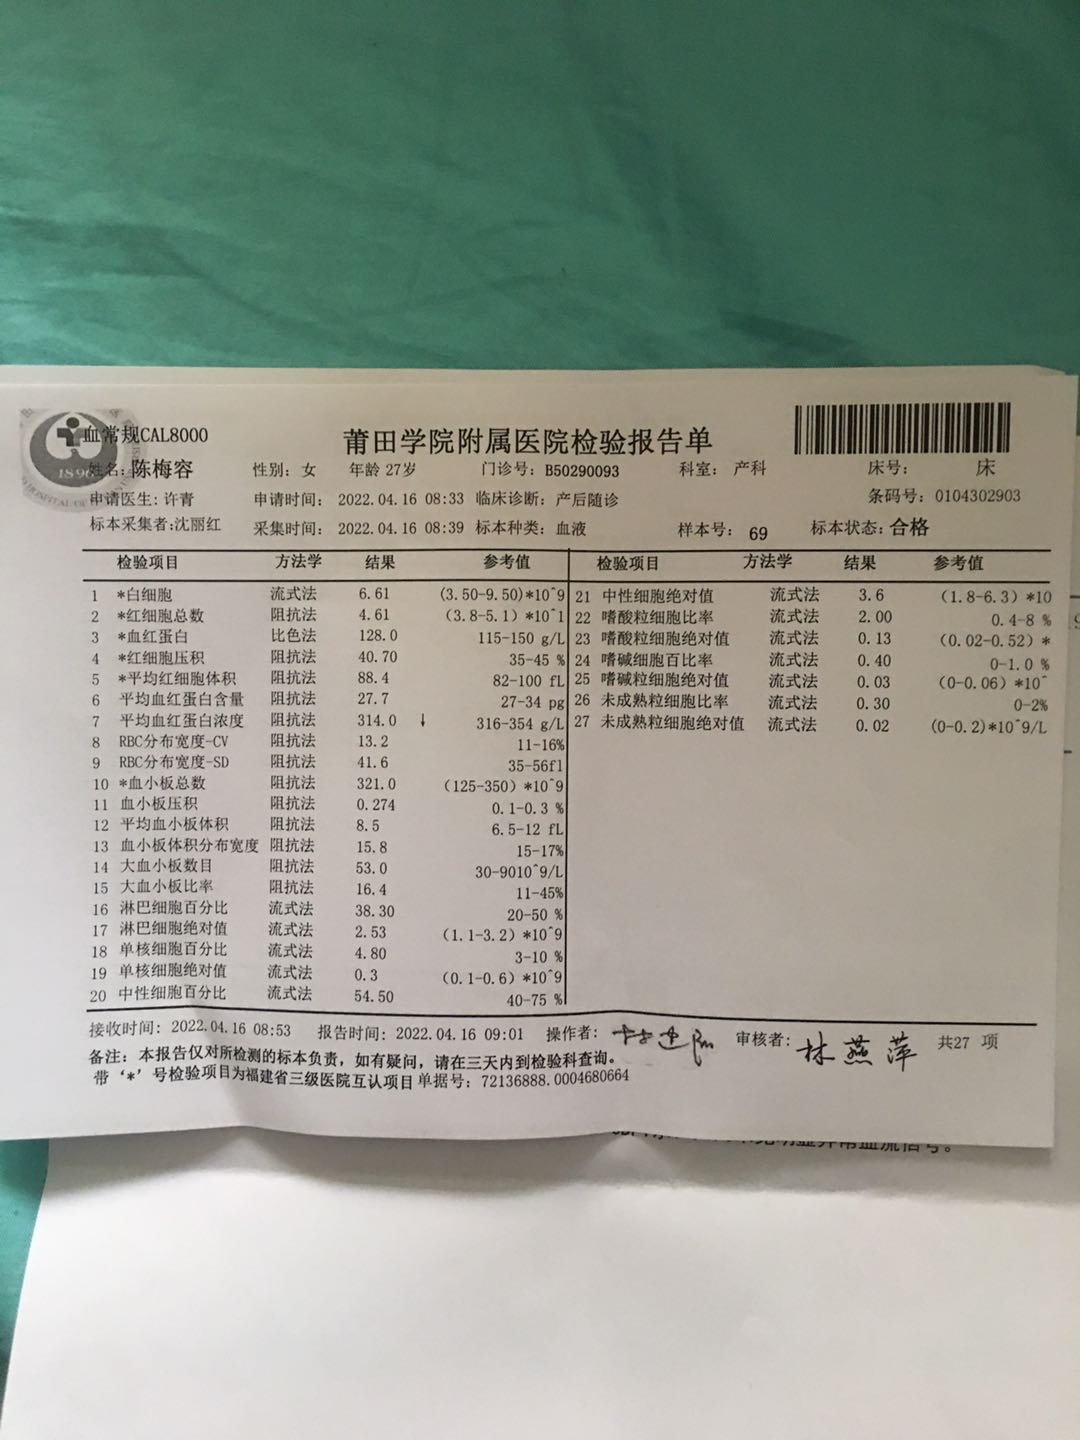 血常规CAL8000
莆田学院附属医院检验报告单
姓名: 陈梅容 性别: 女 年龄 27岁 门诊号: B50290093 科室: 产科 床号: 床
申请医生: 许青 申请时间: 2022.04.16 08:33 临床诊断: 产后随诊 条码号: 0104302903
标本采集者:沈丽红 采集时间: 2022.04.16 08:39 标本种类: 血液 样本号: 69 标本状态: 合格
检验项目 方法学 结果 参考值
1 *白细胞 流式法 6.61 (3.50-9.50)*10^9
2 *红细胞总数 阻抗法 4.61 (3.8-5.1) *10^1
3 *血红蛋白 比色法 128.0 115-150 g/L
4 *红细胞压积 阻抗法 40.70 35-45 %
5 *平均红细胞体积 阻抗法 88.4 82-100 fL
6 平均血红蛋白含量 阻抗法 27.7 27-34 pg
7 平均血红蛋白浓度 阻抗法 314.0 ↓ 316-354 g/L
8 RBC分布宽度-CV 阻抗法 13.2 11-16%
9 RBC分布宽度-SD 阻抗法 41.6 35-56fl
10 *血小板总数 阻抗法 321.0 (125-350) *10^9
11 血小板压积 阻抗法 0.274 0.1-0.3 %
12 平均血小板体积 阻抗法 8.5 6.5-12 fL
13 血小板体积分布宽度 阻抗法 15.8 15-17%
14 大血小板数目 阻抗法 53.0 30-9010^9/L
15 大血小板比率 阻抗法 16.4 11-45%
16 淋巴细胞百分比 流式法 38.30 20-50 %
17 淋巴细胞绝对值 流式法 2.53 (1.1-3.2) *10^9
18 单核细胞百分比 流式法 4.80 3-10 %
19 单核细胞绝对值 流式法 0.3 (0.1-0.6) *10^9
20 中性细胞百分比 流式法 54.50 40-75 %
检验项目 方法学 结果 参考值
21 中性细胞绝对值 流式法 3.6 (1.8-6.3) *10
22 嗜酸粒细胞比率 流式法 2.00 0.4-8 %
23 嗜酸粒细胞绝对值 流式法 0.13 (0.02-0.52) *
24 嗜碱细胞百比率 流式法 0.40 0-1.0 %
25 嗜碱粒细胞绝对值 流式法 0.03 (0-0.06) *10^
26 未成熟粒细胞比率 流式法 0.30 0-2%
27 未成熟粒细胞绝对值 流式法 0.02 (0-0.2)*10^9/L
接收时间: 2022.04.16 08:53 报告时间: 2022.04.16 09:01 操作者: 审核者: 林燕萍 共27 项
备注: 本报告仅对所检测的标本负责, 如有疑问, 请在三天内到检验科查询。
带 '*' 号检验项目为福建省三级医院互认项目 单据号: 72136888.0004680664